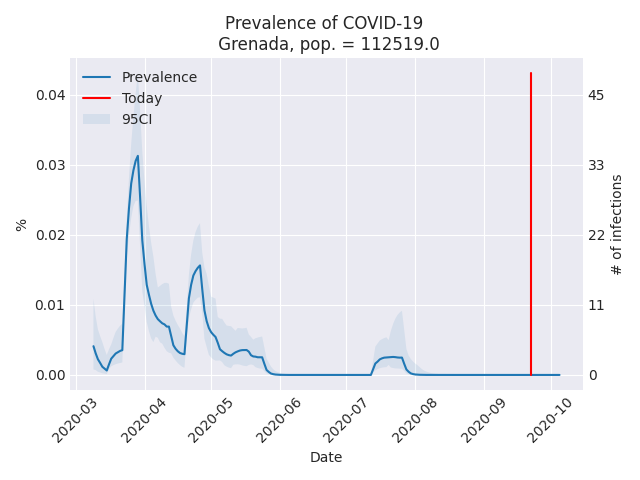 Prevalence of COVID-19
Grenada, pop. = 112519.0
Prevalence
Today
95CI
0.04
0.03
0.02
0.01
0.00
%
45
33
22
11
0
# of infections
2020-03
2020-04
2020-05
2020-06
2020-07
2020-08
2020-09
2020-10
Date